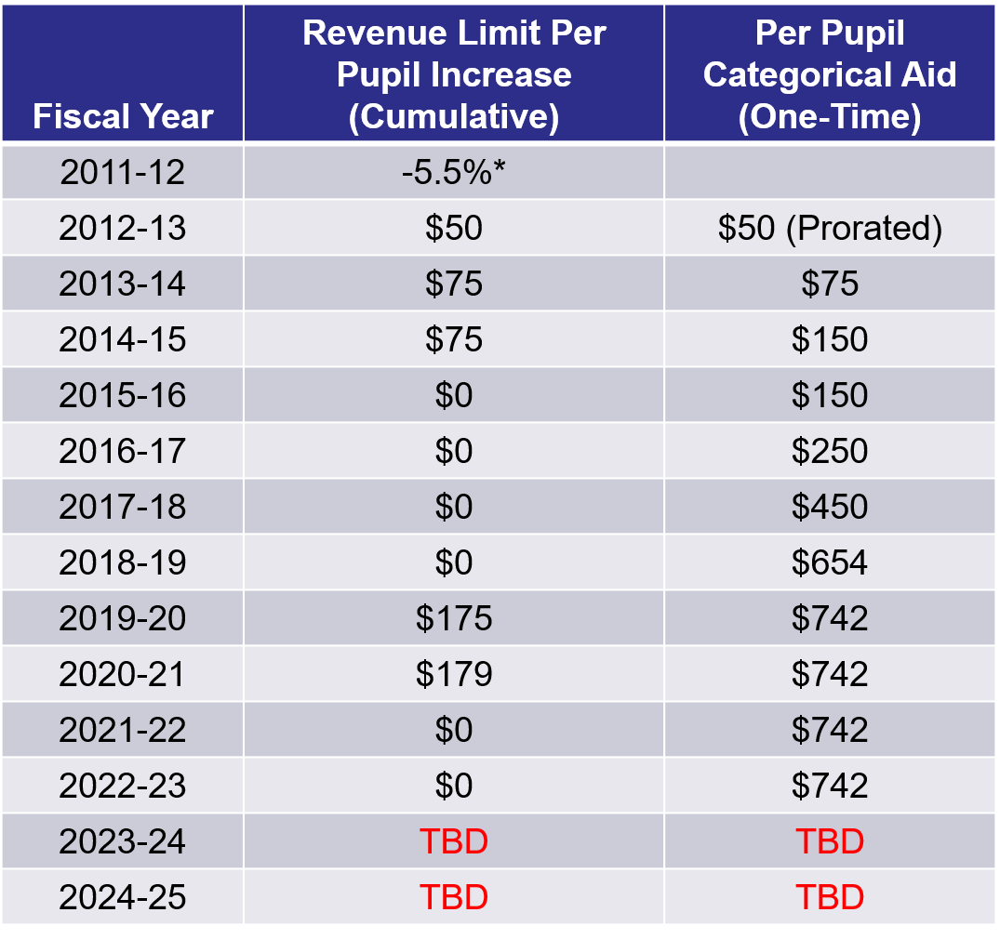 Fiscal Year
Revenue Limit Per
Pupil Increase
(Cumulative)
Per Pupil
Categorical Aid
(One-Time)
2011-12 -5.5%*
2012-13 $50 $50 (Prorated)
2013-14 $75 $75
2014-15 $75 $150
2015-16 $0 $150
2016-17 $0 $250
2017-18 $0 $450
2018-19 $0 $654
2019-20 $175 $742
2020-21 $179 $742
2021-22 $0 $742
2022-23 $0 $742
2023-24 TBD TBD
2024-25 TBD TBD